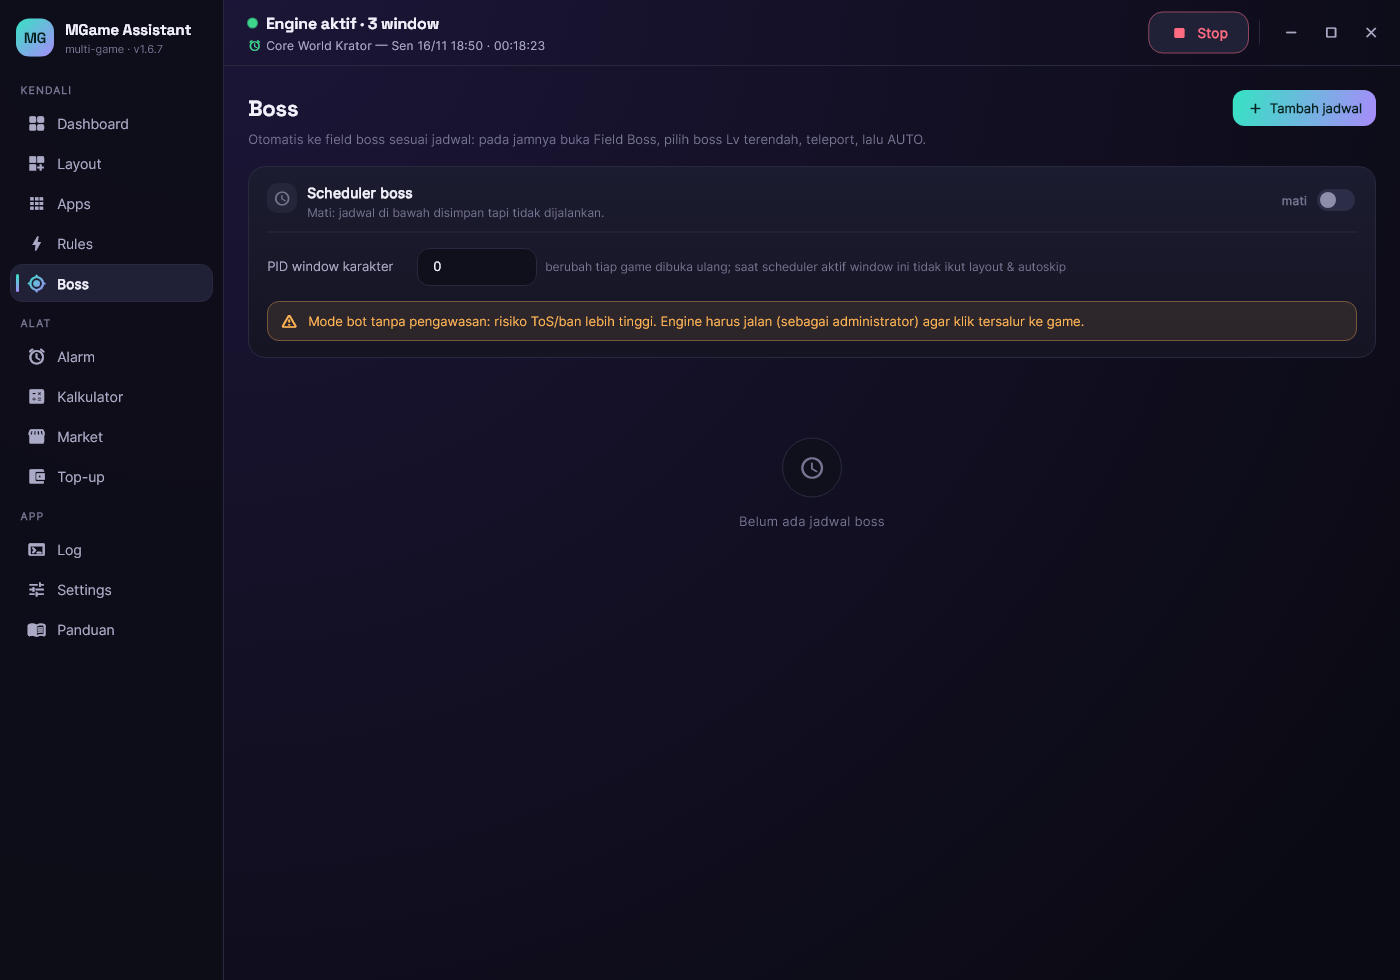 MG
MGame Assistant
multi-game · v1.6.7
KENDALI
Dashboard
Layout
Apps
Rules
Boss
ALAT
Alarm
Kalkulator
Market
Top-up
APP
Log
Settings
Panduan
Engine aktif · 3 window
Core World Krator — Sen 16/11 18:50 · 00:18:23
Stop
Boss
Otomatis ke field boss sesuai jadwal: pada jamnya buka Field Boss, pilih boss Lv terendah, teleport, lalu AUTO.
Tambah jadwal
Scheduler boss
Mati: jadwal di bawah disimpan tapi tidak dijalankan.
mati
PID window karakter
0
berubah tiap game dibuka ulang; saat scheduler aktif window ini tidak ikut layout & autoskip
Mode bot tanpa pengawasan: risiko ToS/ban lebih tinggi. Engine harus jalan (sebagai administrator) agar klik tersalur ke game.
Belum ada jadwal boss